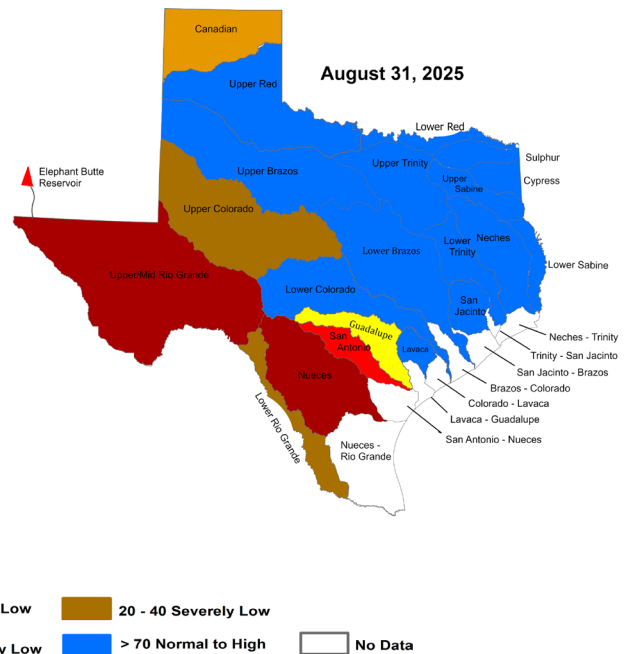 Canadian
August 31, 2025
Upper Red
Lower Red
Sulphur
Upper Trinity
Elephant Butte
Reservoir
Upper Brazos
Upper
Sabine
Cypress
Upper Colorado
Neches
Lower
Trinity
Lower Brazos
Lower Sabine
Upper/Mid Rio Grande
Lower Colorado
San
Jacinto
Guadalupe
San
Antonio
Lavaca
Neches - Trinity
Trinity - San Jacinto
San Jacinto - Brazos
Nueces
Brazos - Colorado
Colorado - Lavaca
Lavaca - Guadalupe
Lower Rio Grande
San Antonio - Nueces
Nueces -
Rio Grande
Low
20 - 40 Severely Low
y Low
> 70 Normal to High
No Data